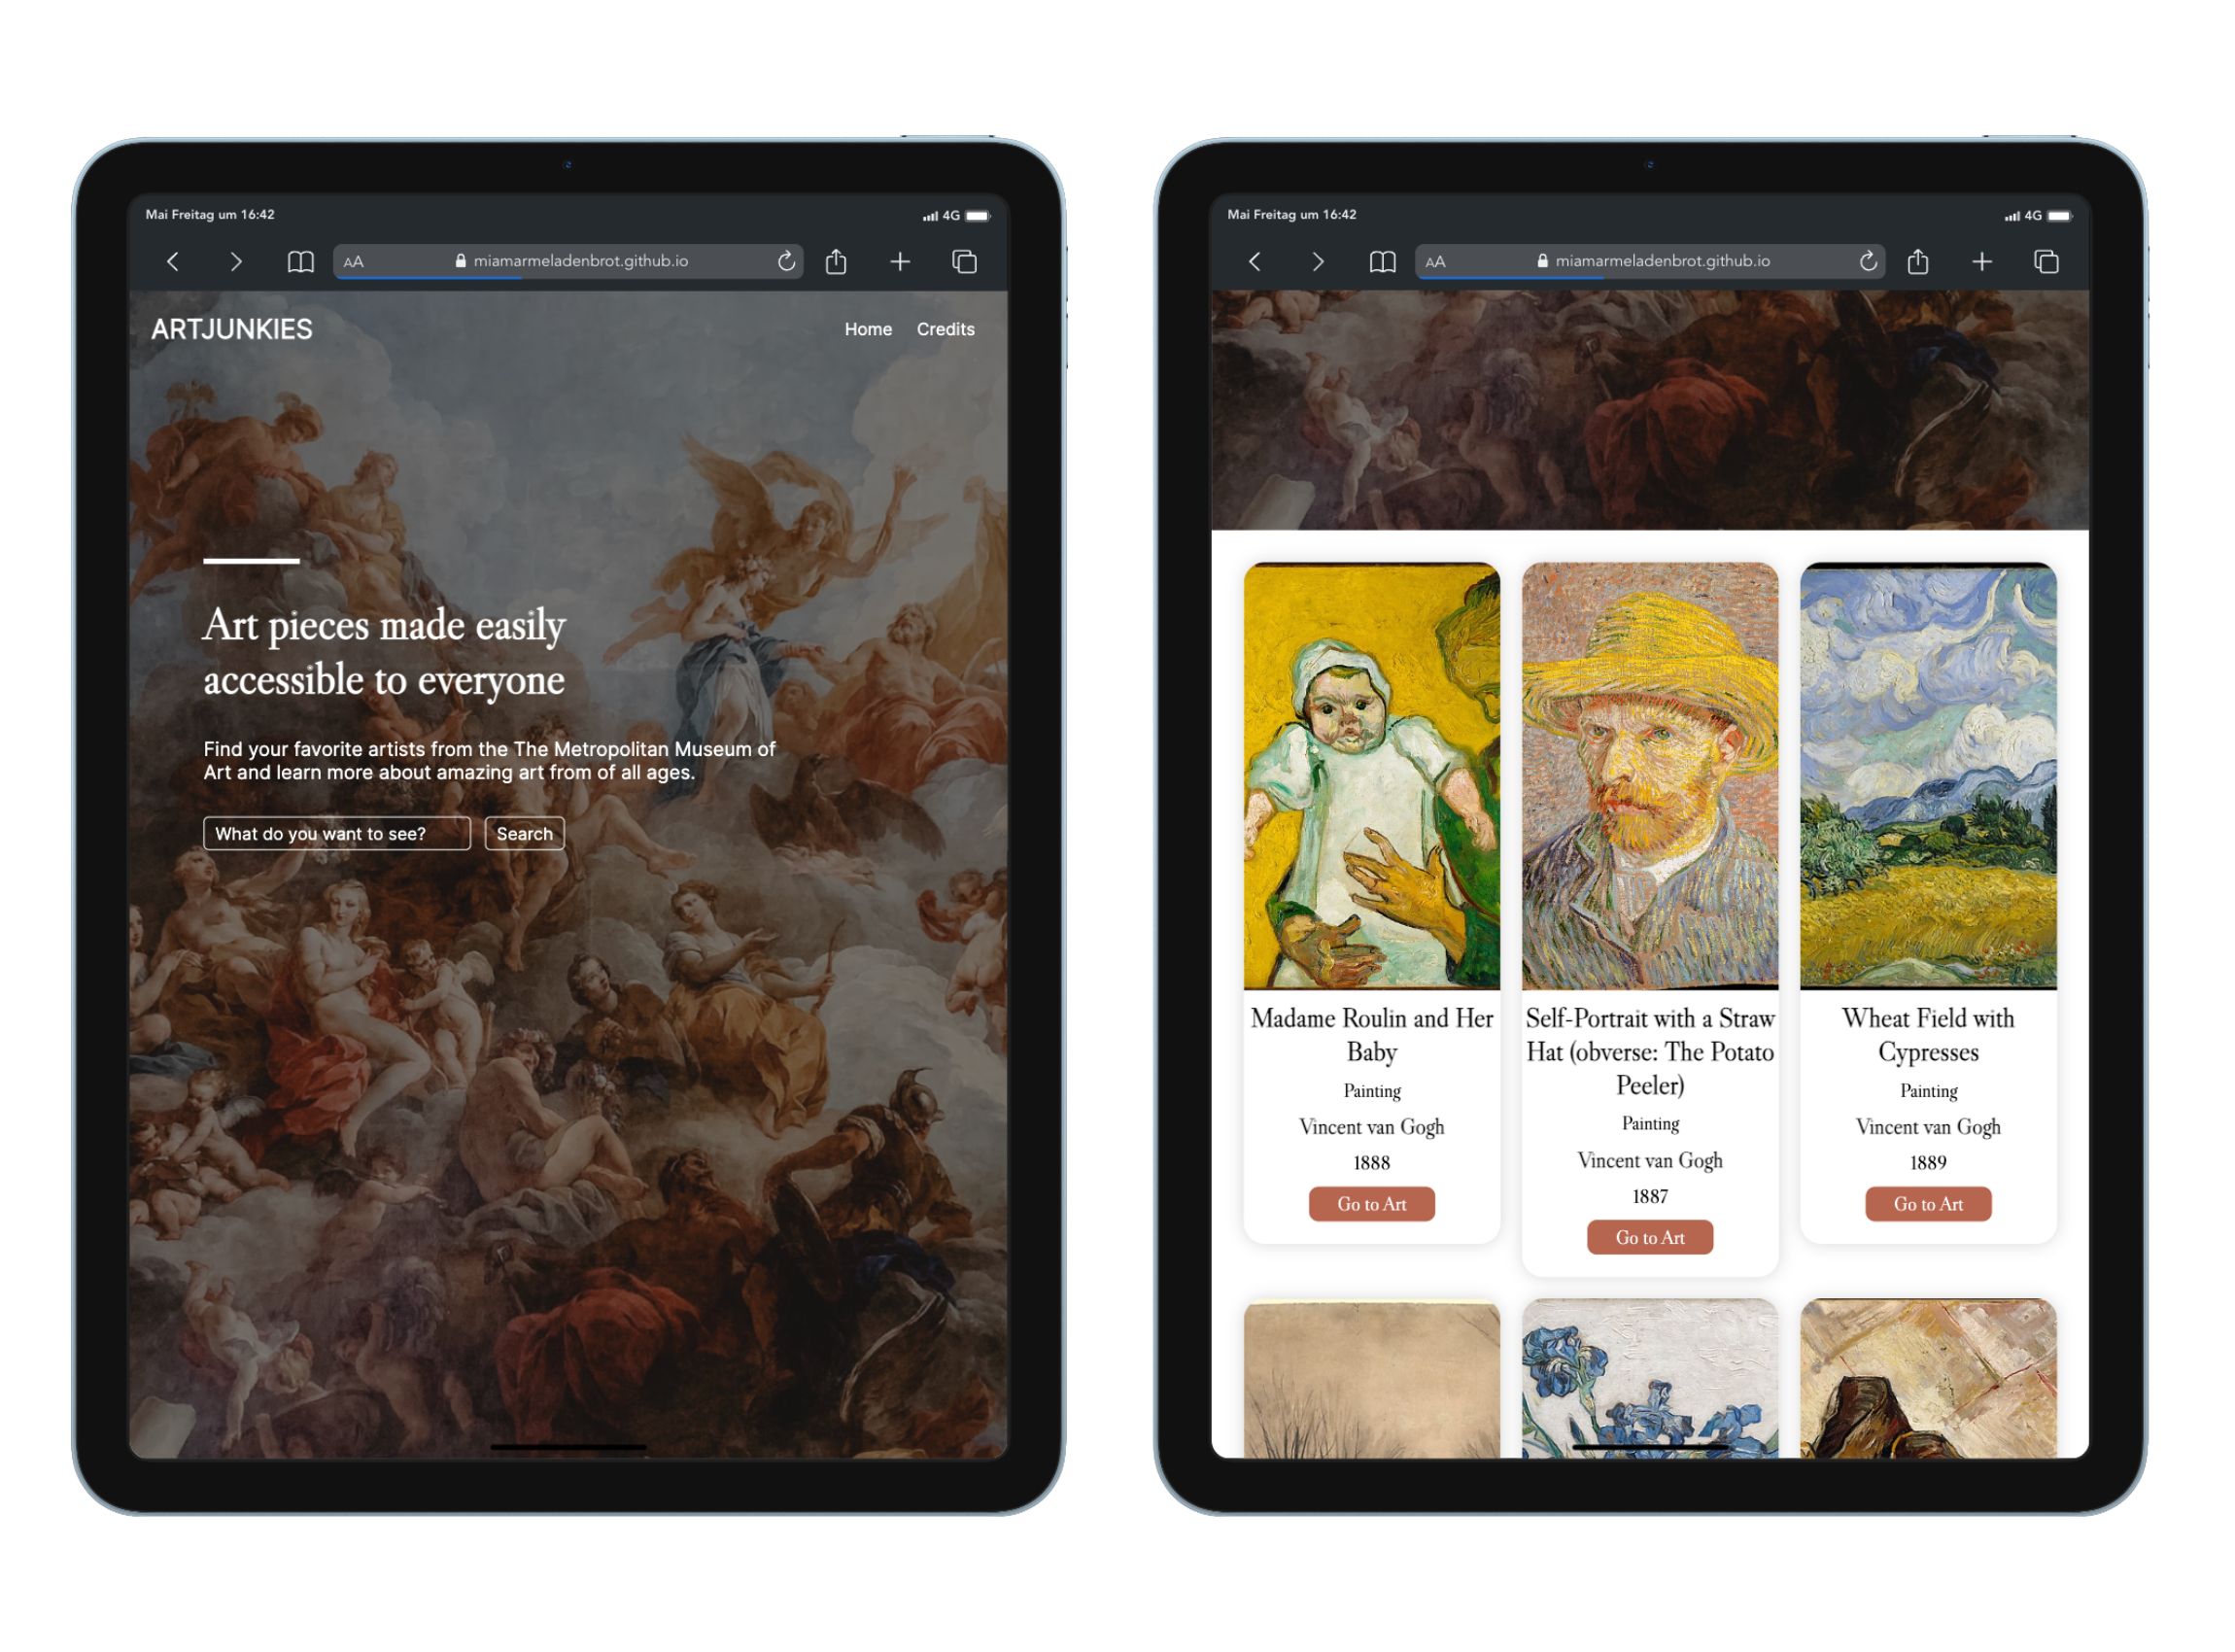 Mai Freitag um 16:42
4G
AA
miamarmeladenbrot.github.io
ARTJUNKIES
Home
Credits
Art pieces made easily
accessible to everyone
Find your favorite artists from the The Metropolitan Museum of
Art and learn more about amazing art from of all ages.
What do you want to see?
Search
Mai Freitag um 16:42
4G
AA
miamarmeladenbrot.github.io
Madame Roulin and Her
Baby
Painting
Vincent van Gogh
1888
Go to Art
Self-Portrait with a Straw
Hat (obverse: The Potato
Peeler)
Painting
Vincent van Gogh
1887
Go to Art
Wheat Field with
Cypresses
Painting
Vincent van Gogh
1889
Go to Art